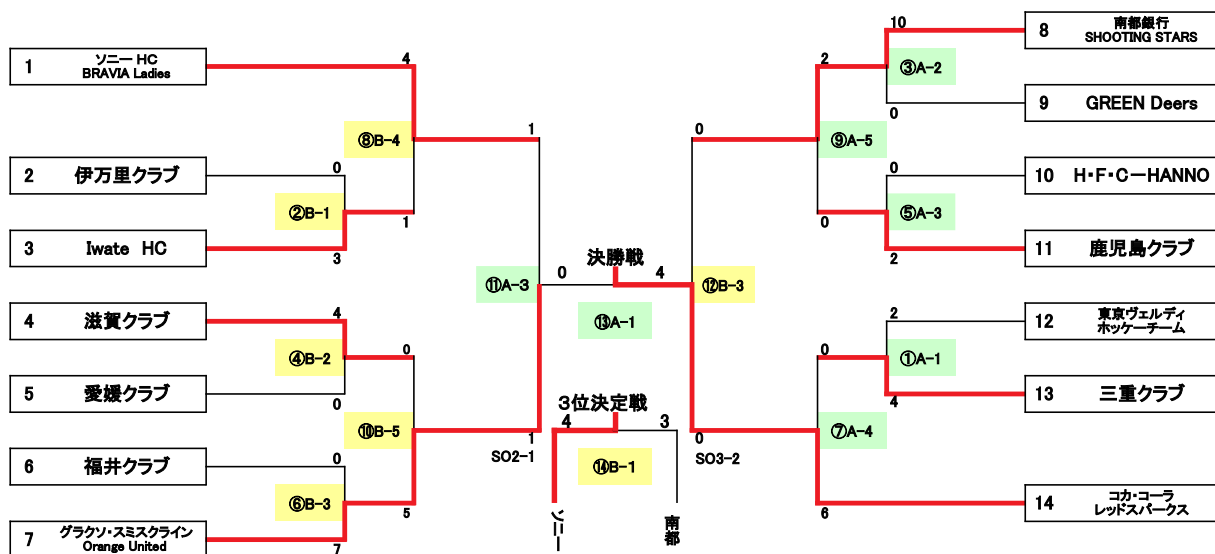 1
ソニー HC
BRAVIA Ladies
4
⑧B-4
1
2
伊万里クラブ
0
②B-1
1
3
Iwate HC
3
⑪A-3
4
滋賀クラブ
4
④B-2
0
5
愛媛クラブ
0
⑩B-5
1
SO2-1
6
福井クラブ
0
⑥B-3
5
7
グラクソ・スミスクライン
Orange United
7
決勝戦
0
4
⑬A-1
3位決定戦
4
3
⑭B-1
ソニー
南都
10
8
南都銀行
SHOOTING STARS
2
③A-2
9
GREEN Deers
0
0
⑨A-5
10
H・F・C－HANNO
0
⑤A-3
0
11
鹿児島クラブ
2
⑫B-3
12
東京ヴェルディ
ホッケーチーム
2
0
①A-1
13
三重クラブ
4
⑦A-4
0
SO3-2
14
コカ・コーラ
レッドスパークス
6